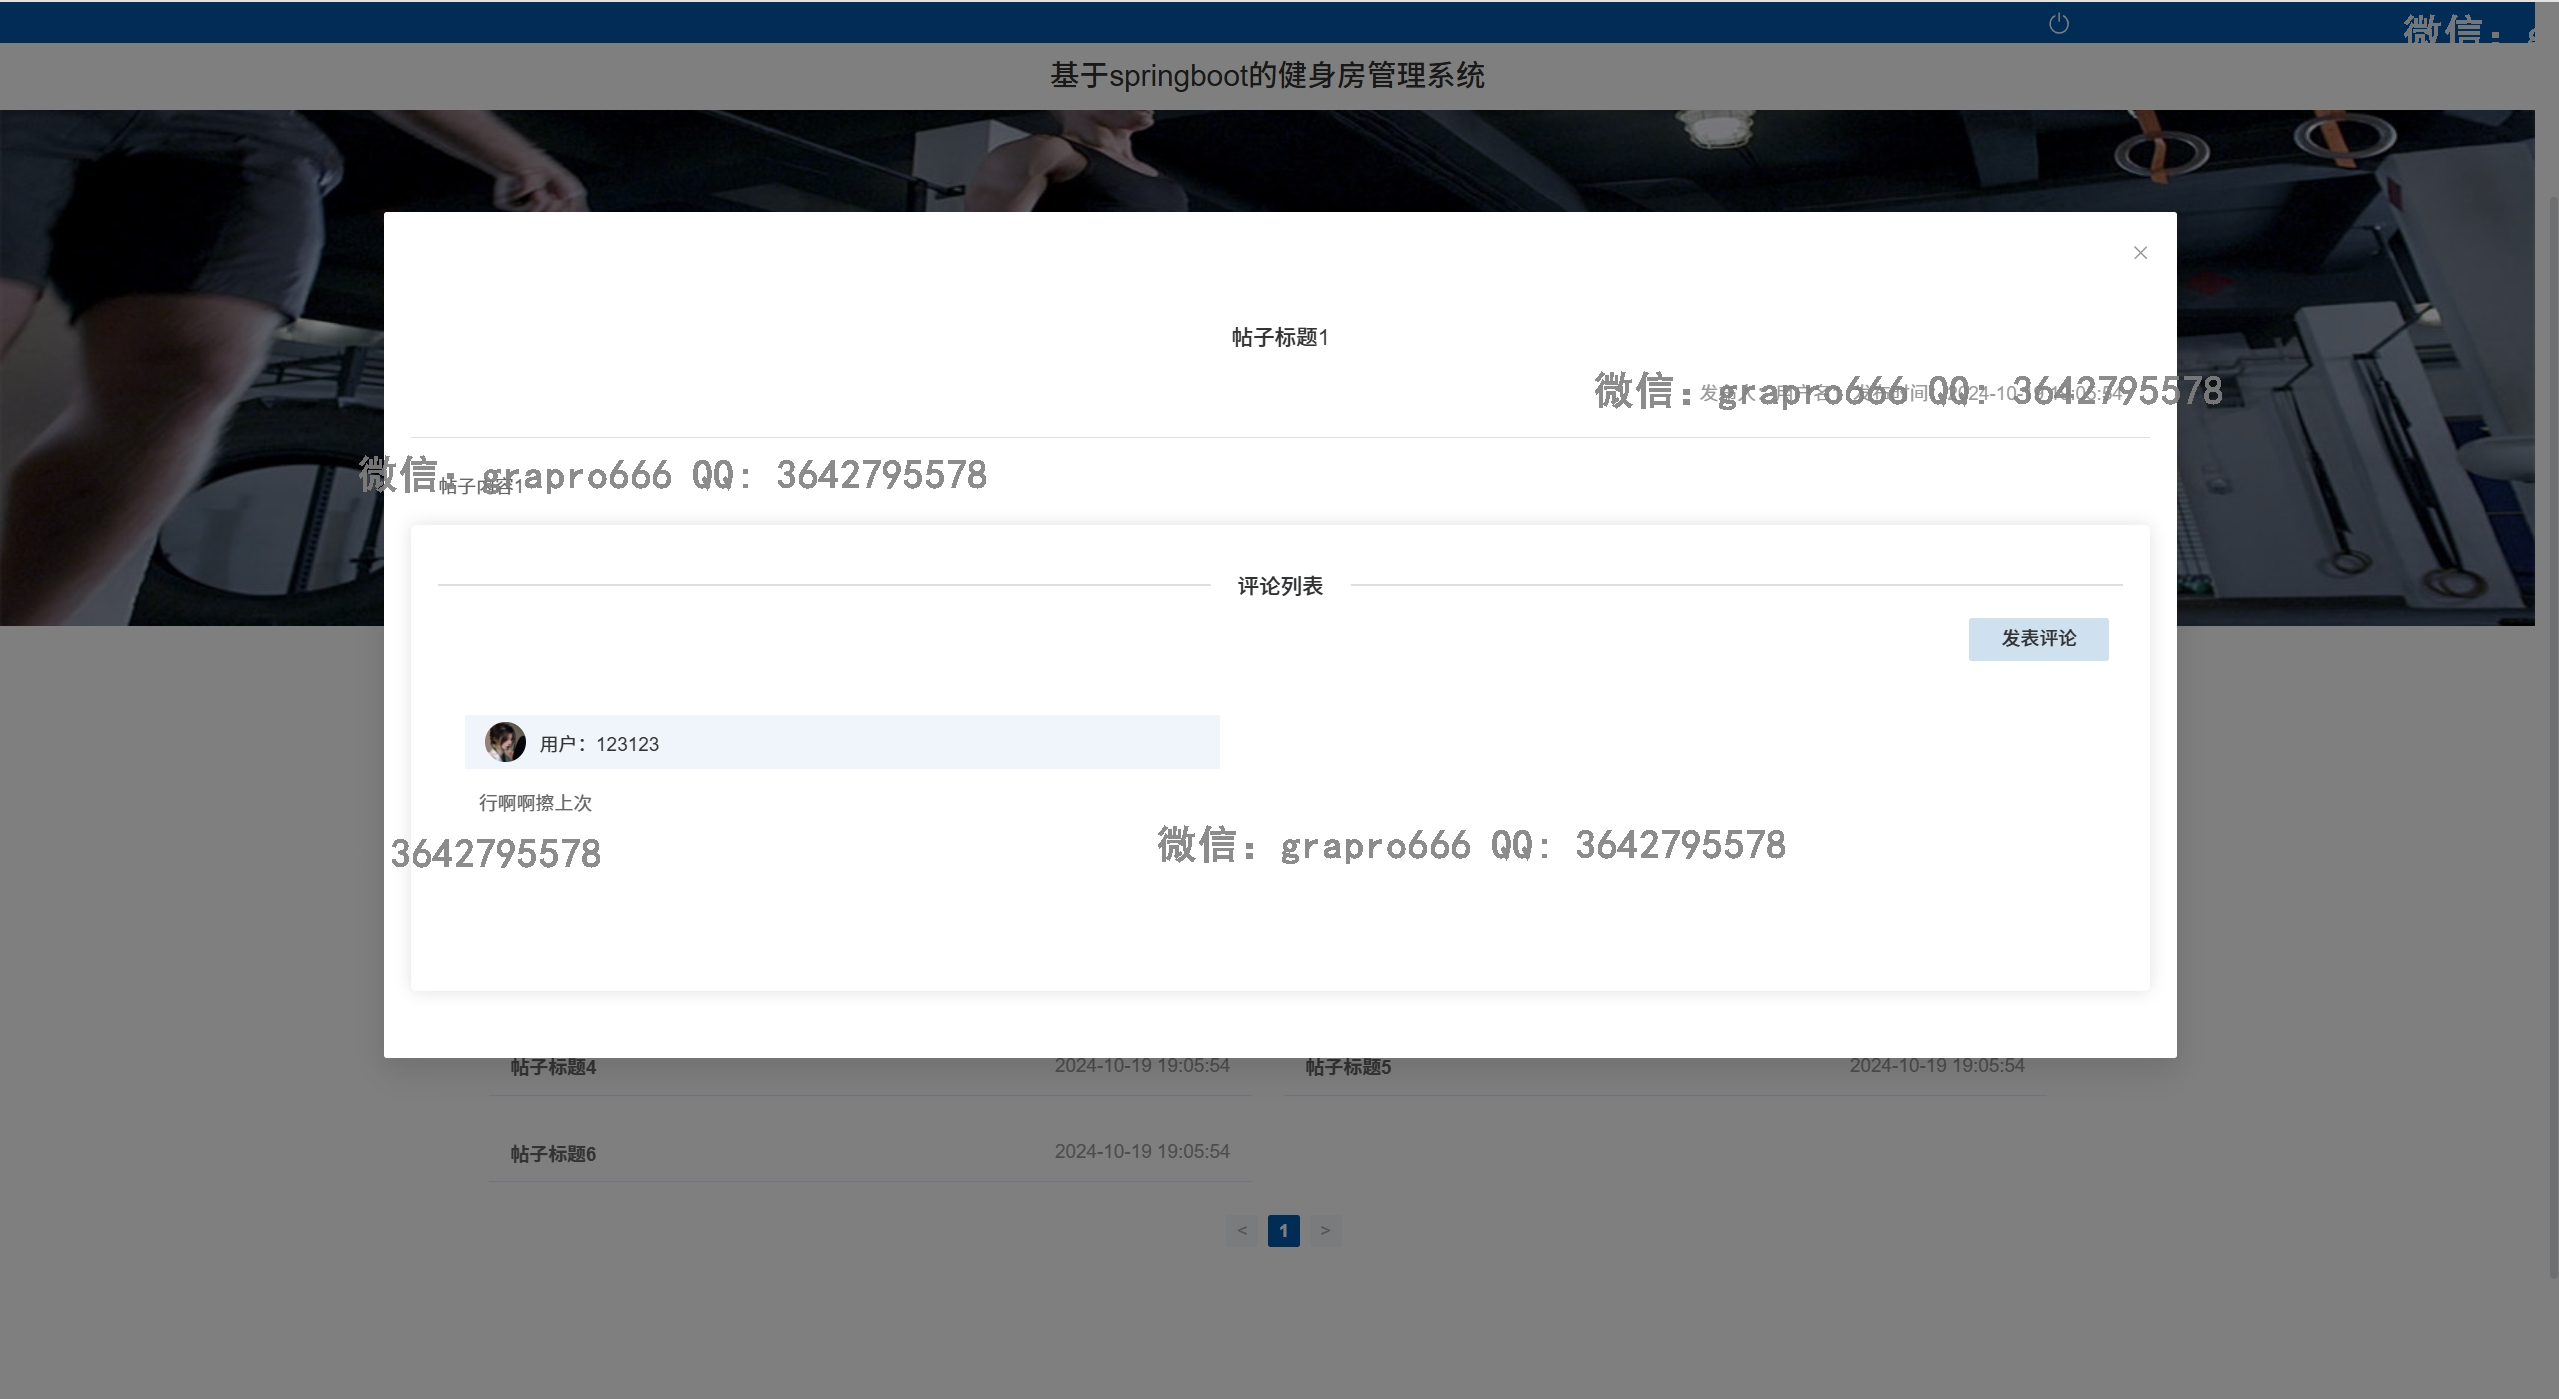 微信:
基于springboot的健身房管理系统
帖子标题1
发布时间: 2024-10-19 19:05:54
微信: grapro666 QQ: 3642795578
微信: grapro666 QQ: 3642795578
帖子内容1
评论列表
发表评论
用户：123123
行啊啊擦上次
3642795578
微信: grapro666 QQ: 3642795578
帖子标题4 2024-10-19 19:05:54 帖子标题5 2024-10-19 19:05:54
帖子标题6 2024-10-19 19:05:54
< 1 >